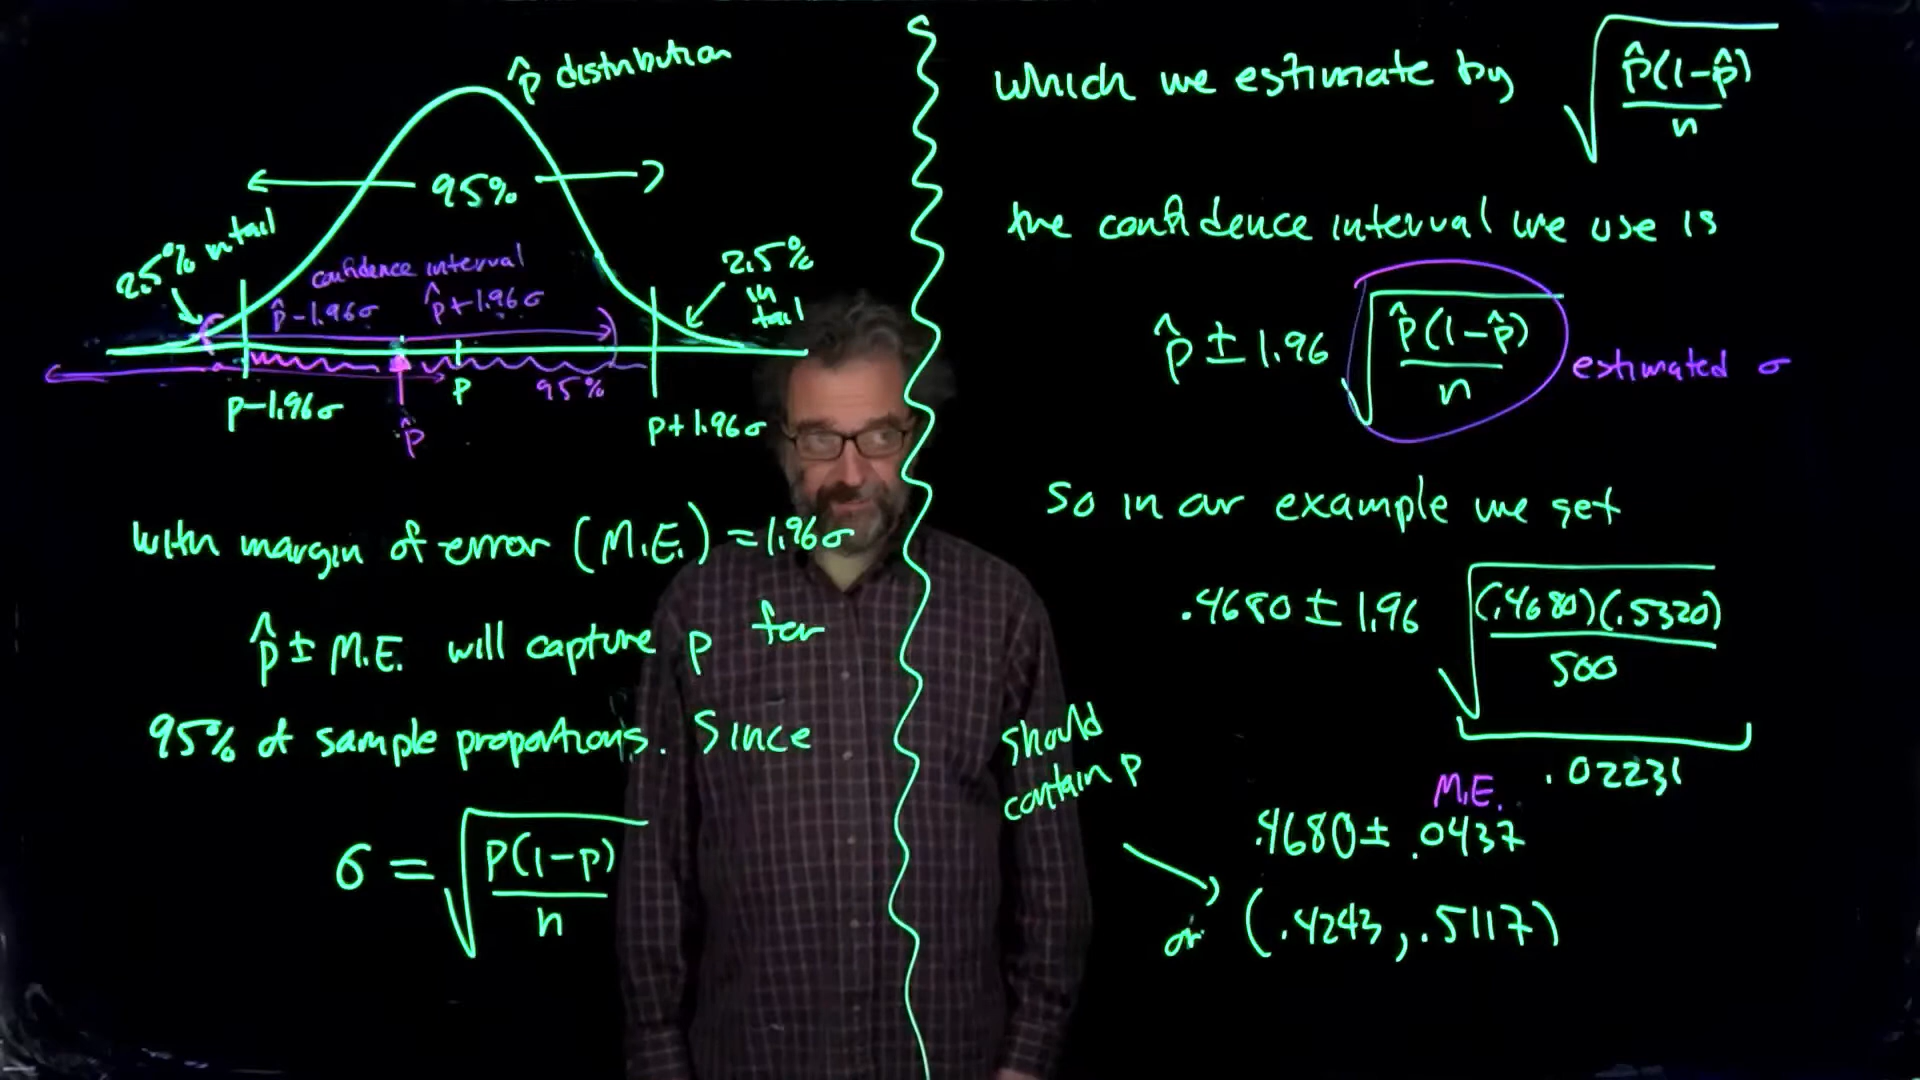 p̂ distribution
95%
2.5% in tail
2.5%
in
tail
confidence interval
p̂-1.96σ p̂+1.96σ
p 95%
p-1.96σ p̂ p+1.96σ
with margin of error (M.E.) = 1.96σ
p̂ ± M.E. will capture p for
95% of sample proportions. Since
σ = √(p(1-p)/n)
which we estimate by √(p̂(1-p̂)/n)
the confidence interval we use is
p̂ ± 1.96 √(p̂(1-p̂)/n) estimated σ
So in our example we get
.4680 ± 1.96 √((.4680)(.5320)/500)
.02231
should
contain p
M.E.
.4680 ± .0437
or (.4243, .5117)